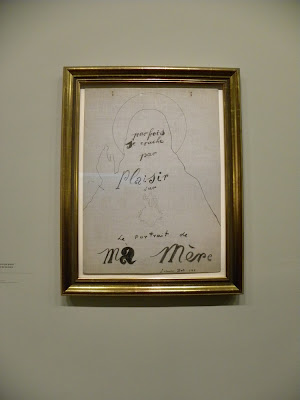 parfois
je crache
par
plaisir
sur
Le portrait de
ma Mère